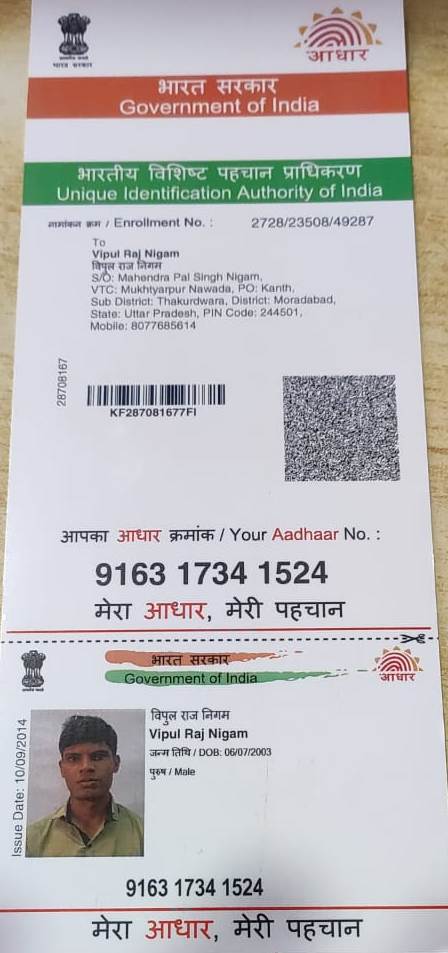 भारत सरकार
आधार
भारत सरकार
Government of India
भारतीय विशिष्ट पहचान प्राधिकरण
Unique Identification Authority of India
नामांकन क्रम / Enrollment No. : 2728/23508/49287
To
Vipul Raj Nigam
विपुल राज निगम
S/O: Mahendra Pal Singh Nigam,
VTC: Mukhtyarpur Nawada, PO: Kanth,
Sub District: Thakurdwara, District: Moradabad,
State: Uttar Pradesh, PIN Code: 244501,
Mobile: 8077685614
28708167
KF287081677FI
आपका आधार क्रमांक / Your Aadhaar No. :
9163 1734 1524
मेरा आधार, मेरी पहचान
भारत सरकार
Government of India
आधार
Issue Date: 10/09/2014
विपुल राज निगम
Vipul Raj Nigam
जन्म तिथि / DOB: 06/07/2003
पुरुष / Male
9163 1734 1524
मेरा आधार, मेरी पहचान